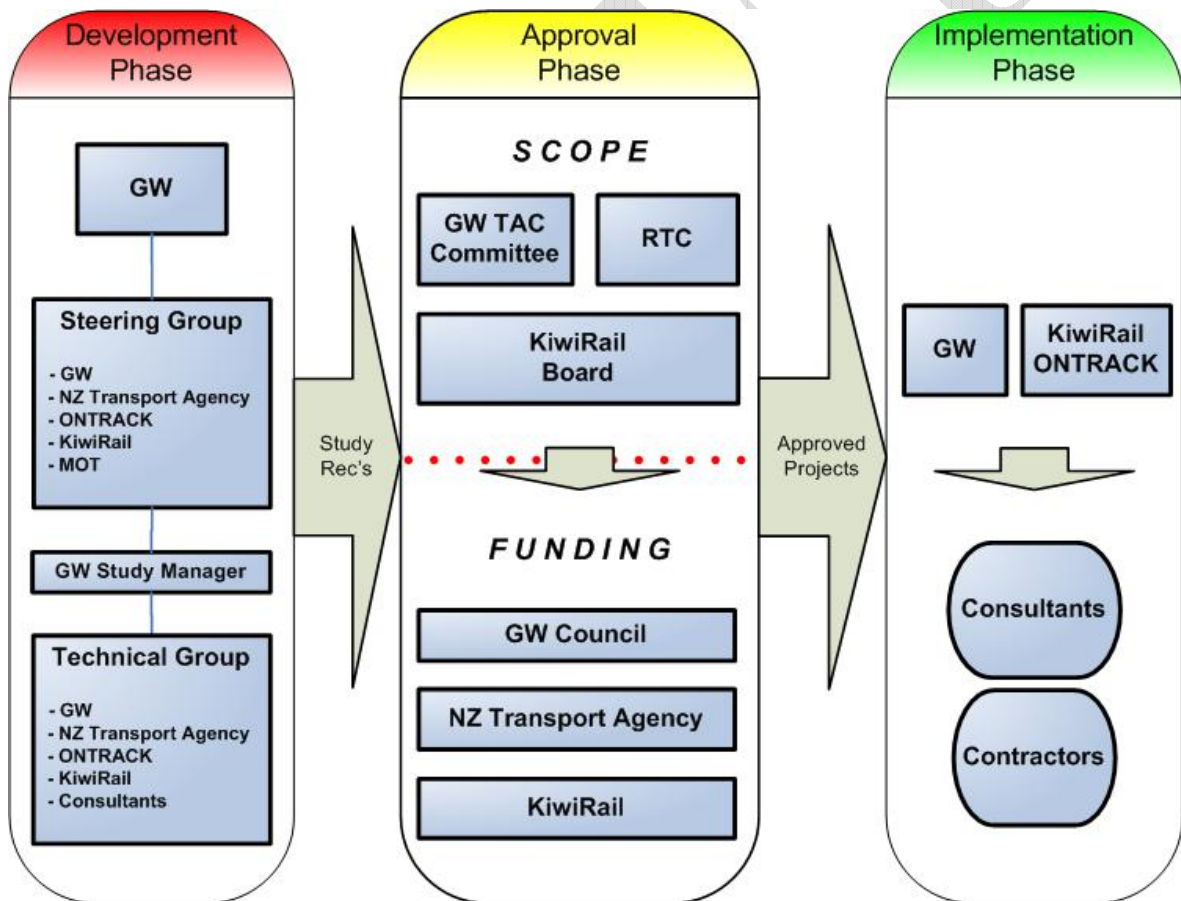 Development
Phase
GW
Steering Group
- GW
- NZ Transport Agency
- ONTRACK
- KiwiRail
- MOT
GW Study Manager
Technical Group
- GW
- NZ Transport Agency
- ONTRACK
- KiwiRail
- Consultants
Study
Rec's
Approval
Phase
SCOPE
GW TAC
Committee
RTC
KiwiRail
Board
FUNDING
GW Council
NZ Transport Agency
KiwiRail
Approved
Projects
Implementation
Phase
GW
KiwiRail
ONTRACK
Consultants
Contractors